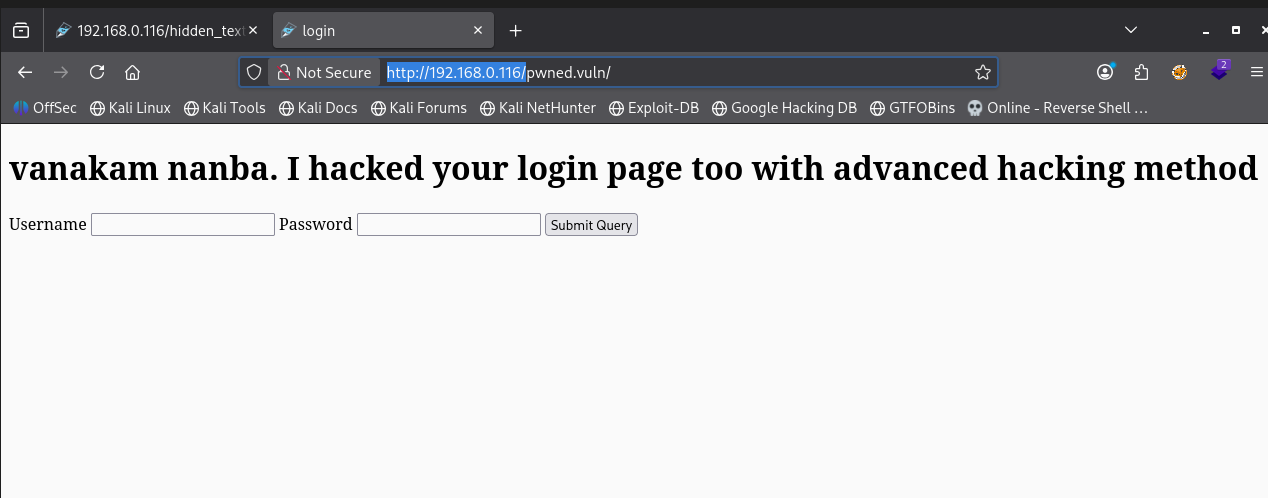 192.168.0.116/hidden_tex
login
Not Secure
http://192.168.0.116/pwned.vuln/
2
OffSec Kali Linux Kali Tools Kali Docs Kali Forums Kali NetHunter Exploit-DB Google Hacking DB GTFOBins Online - Reverse Shell …
vanakam nanba. I hacked your login page too with advanced hacking method
Username Password Submit Query